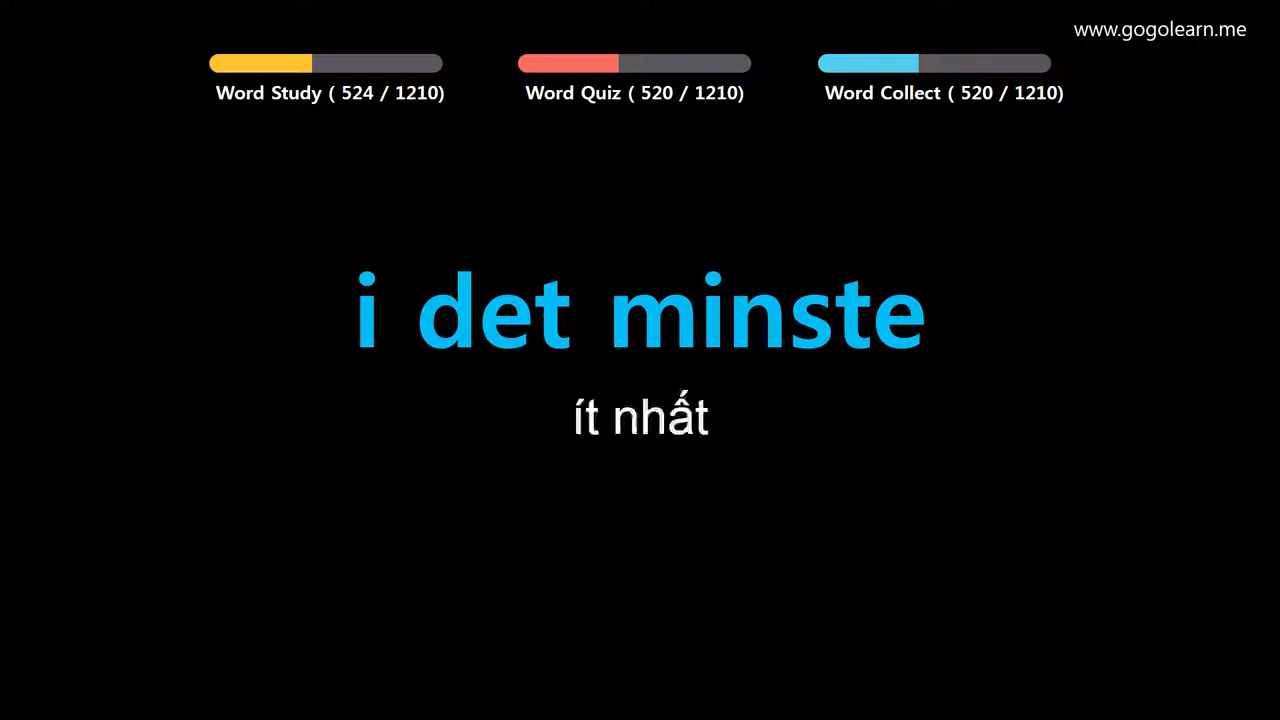 www.gogolearn.me
Word Study ( 524 / 1210)
Word Quiz ( 520 / 1210)
Word Collect ( 520 / 1210)
i det minste
ít nhất